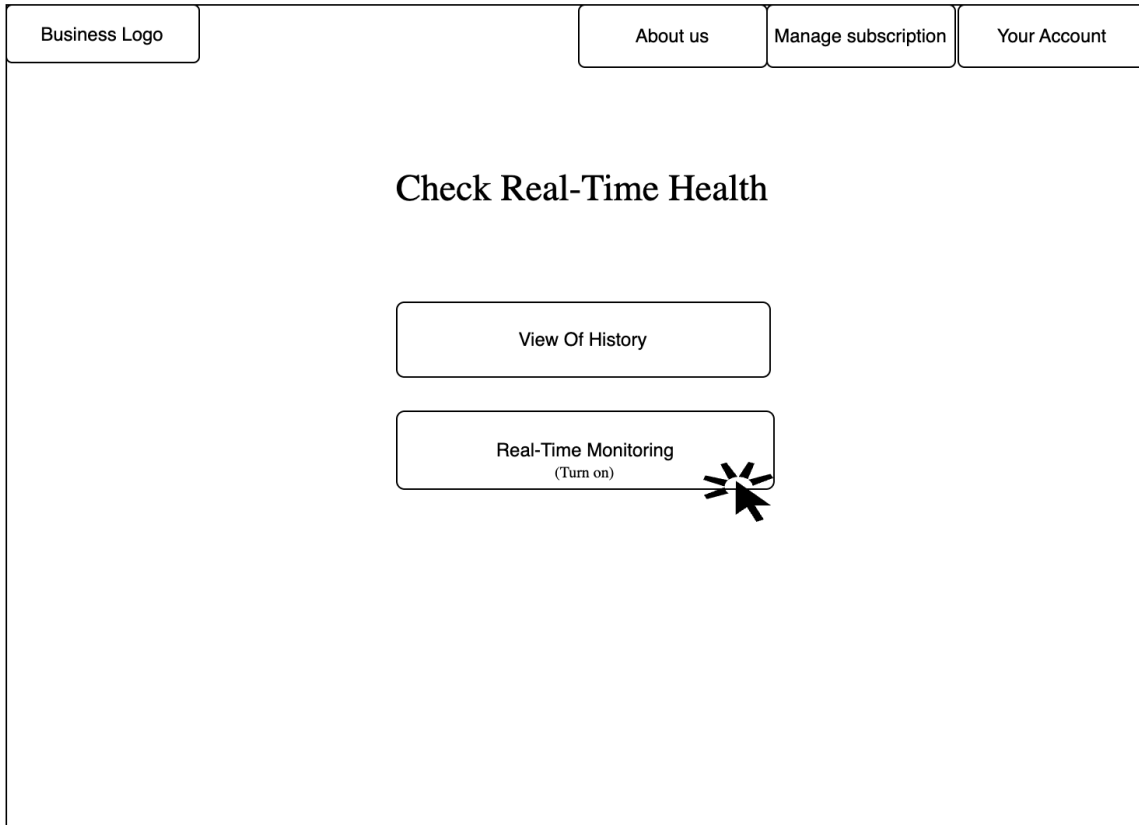 Business Logo
About us
Manage subscription
Your Account
Check Real-Time Health
View Of History
Real-Time Monitoring
(Turn on)